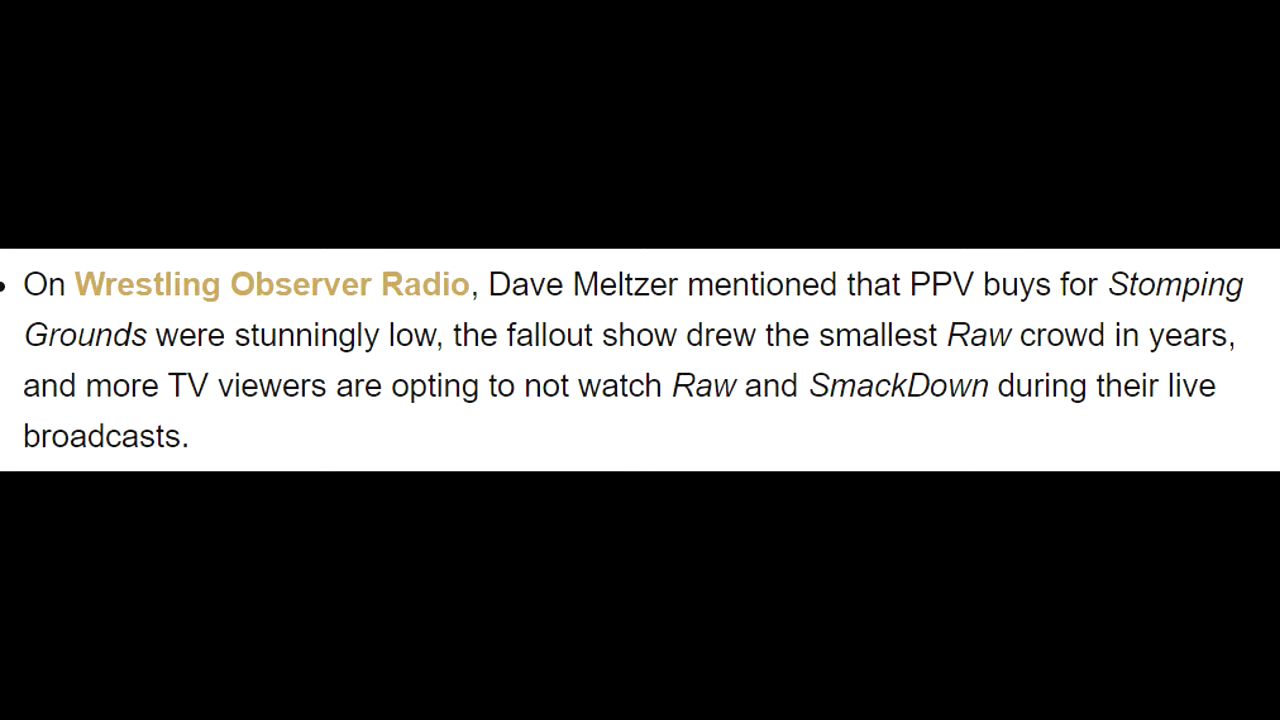 • On Wrestling Observer Radio, Dave Meltzer mentioned that PPV buys for Stomping
Grounds were stunningly low, the fallout show drew the smallest Raw crowd in years,
and more TV viewers are opting to not watch Raw and SmackDown during their live
broadcasts.